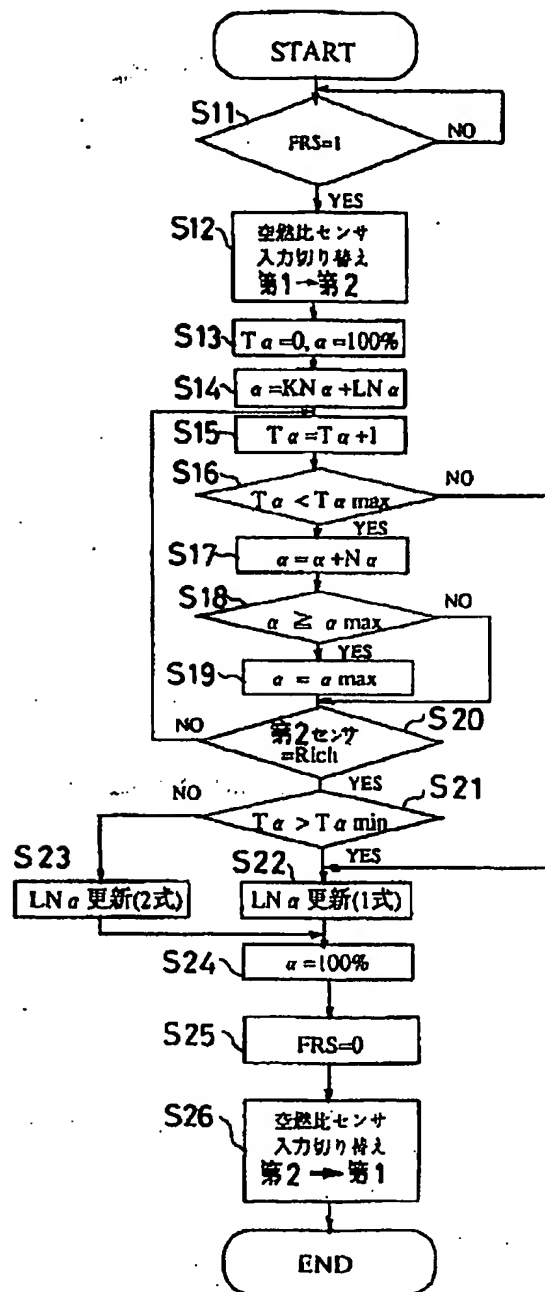 START
S11
FRS=1
NO
YES
S12
空燃比センサ
入力切り替え
第1→第2
S13
Tα=0, α=100%
S14
α=KNα+LNα
S15
Tα=Tα+1
S16
NO
Tα<Tαmax
YES
S17
α=α+Nα
S18
NO
α≧αmax
YES
S19
α=αmax
S20
NO
第2センサ
=Rich
YES
S21
NO
Tα>Tαmin
S23
S22
YES
LNα更新(2式)
LNα更新(1式)
S24
α=100%
S25
FRS=0
S26
空燃比センサ
入力切り替え
第2→第1
END